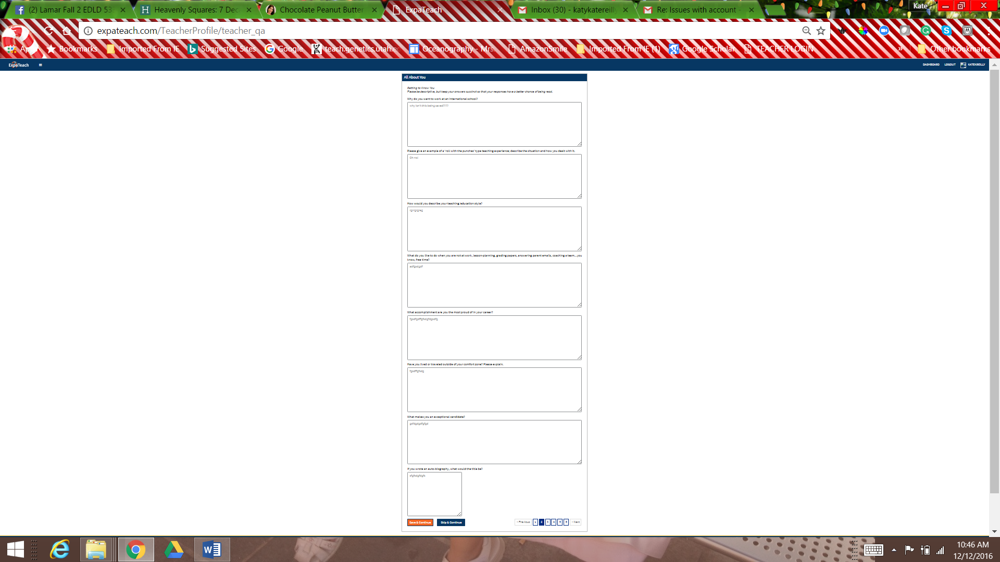 (2) Lamar Fall 2 EDLD 53
Heavenly Squares: 7 Dec
Chocolate Peanut Butter
ExpaTeach
Inbox (30) - katykatereilly
Re: Issues with account -
Kate
expateach.com/TeacherProfile/teacher_qa
Bookmarks
Imported From IE
Suggested Sites
Google
teach.genetics.utah.ec
Oceanography - Mrs.
AmazonSmile
Imported From IE (1)
Google Scholar
TEACHER LOGIN
»
Other bookmarks
ExpaTeach
DASHBOARD
LOGOUT
KATEKREILLY
All About You
Getting to Know You
Please be descriptive, but keep your answers succinct so that your responses have a better chance of being read.
Why do you want to work at an international school?
why isn't this being saved????
Please give an example of a 'roll with the punches' type teaching experience; describe the situation and how you dealt with it.
Oh no!
How would you describe your teaching/education style?
What do you like to do when you are not at work, lesson-planning, grading papers, answering parent emails, coaching a team...you
know, free time?
adfgsdgdf
What accomplishment are you the most proud of in your career?
Have you lived or traveled outside of your comfort zone? Please explain.
fgsdffgfsdg
What makes you an exceptional candidate?
If you wrote an auto-biography, what would the title be?
Save & Continue
Skip & Continue
‹ Previous
1
2
3
4
5
6
› Next
10:46 AM
12/12/2016